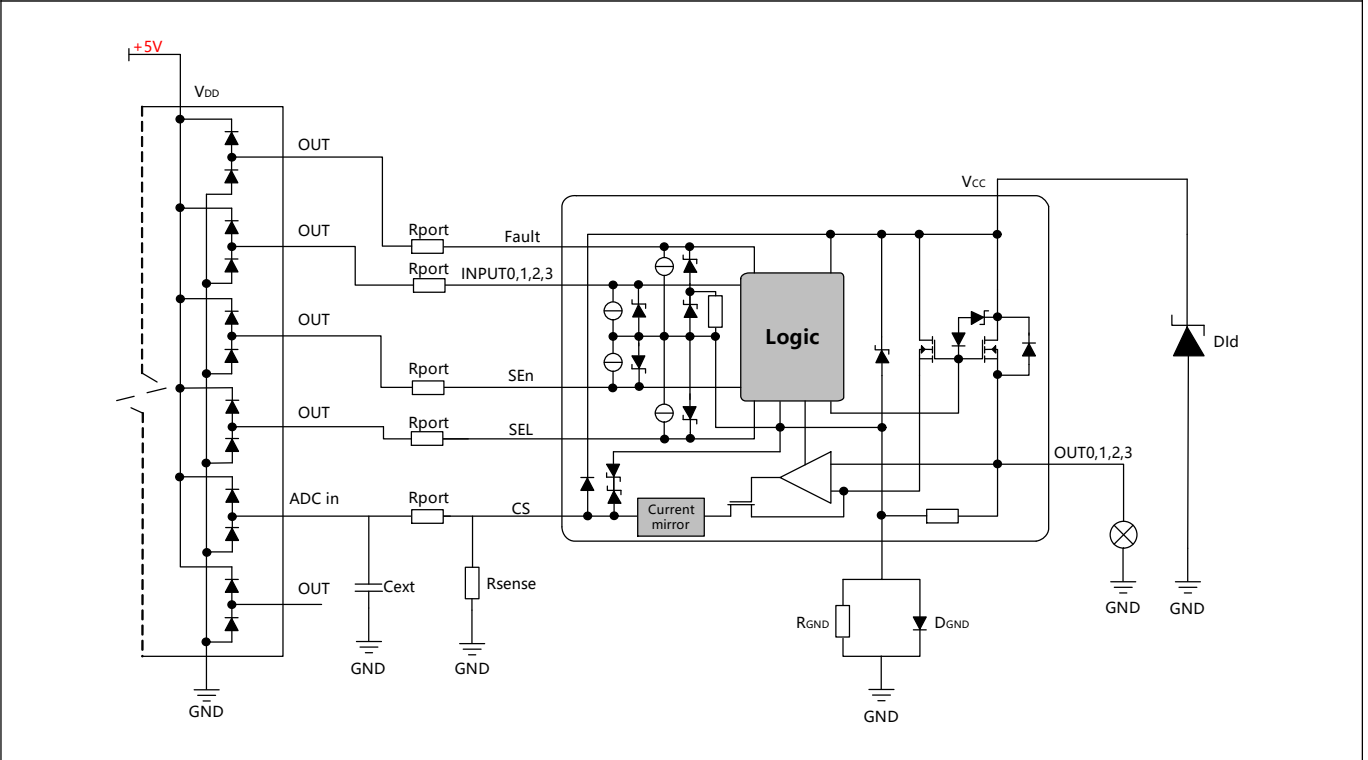 +5V
VDD
OUT
OUT
OUT
OUT
ADC in
OUT
GND
Rport
Rport
Rport
Rport
Rport
Fault
INPUT0,1,2,3
SEn
SEL
CS
Cext
GND
Rsense
GND
VCC
Logic
Current
mirror
OUT0,1,2,3
RGND
DGND
GND
GND
Dld
GND